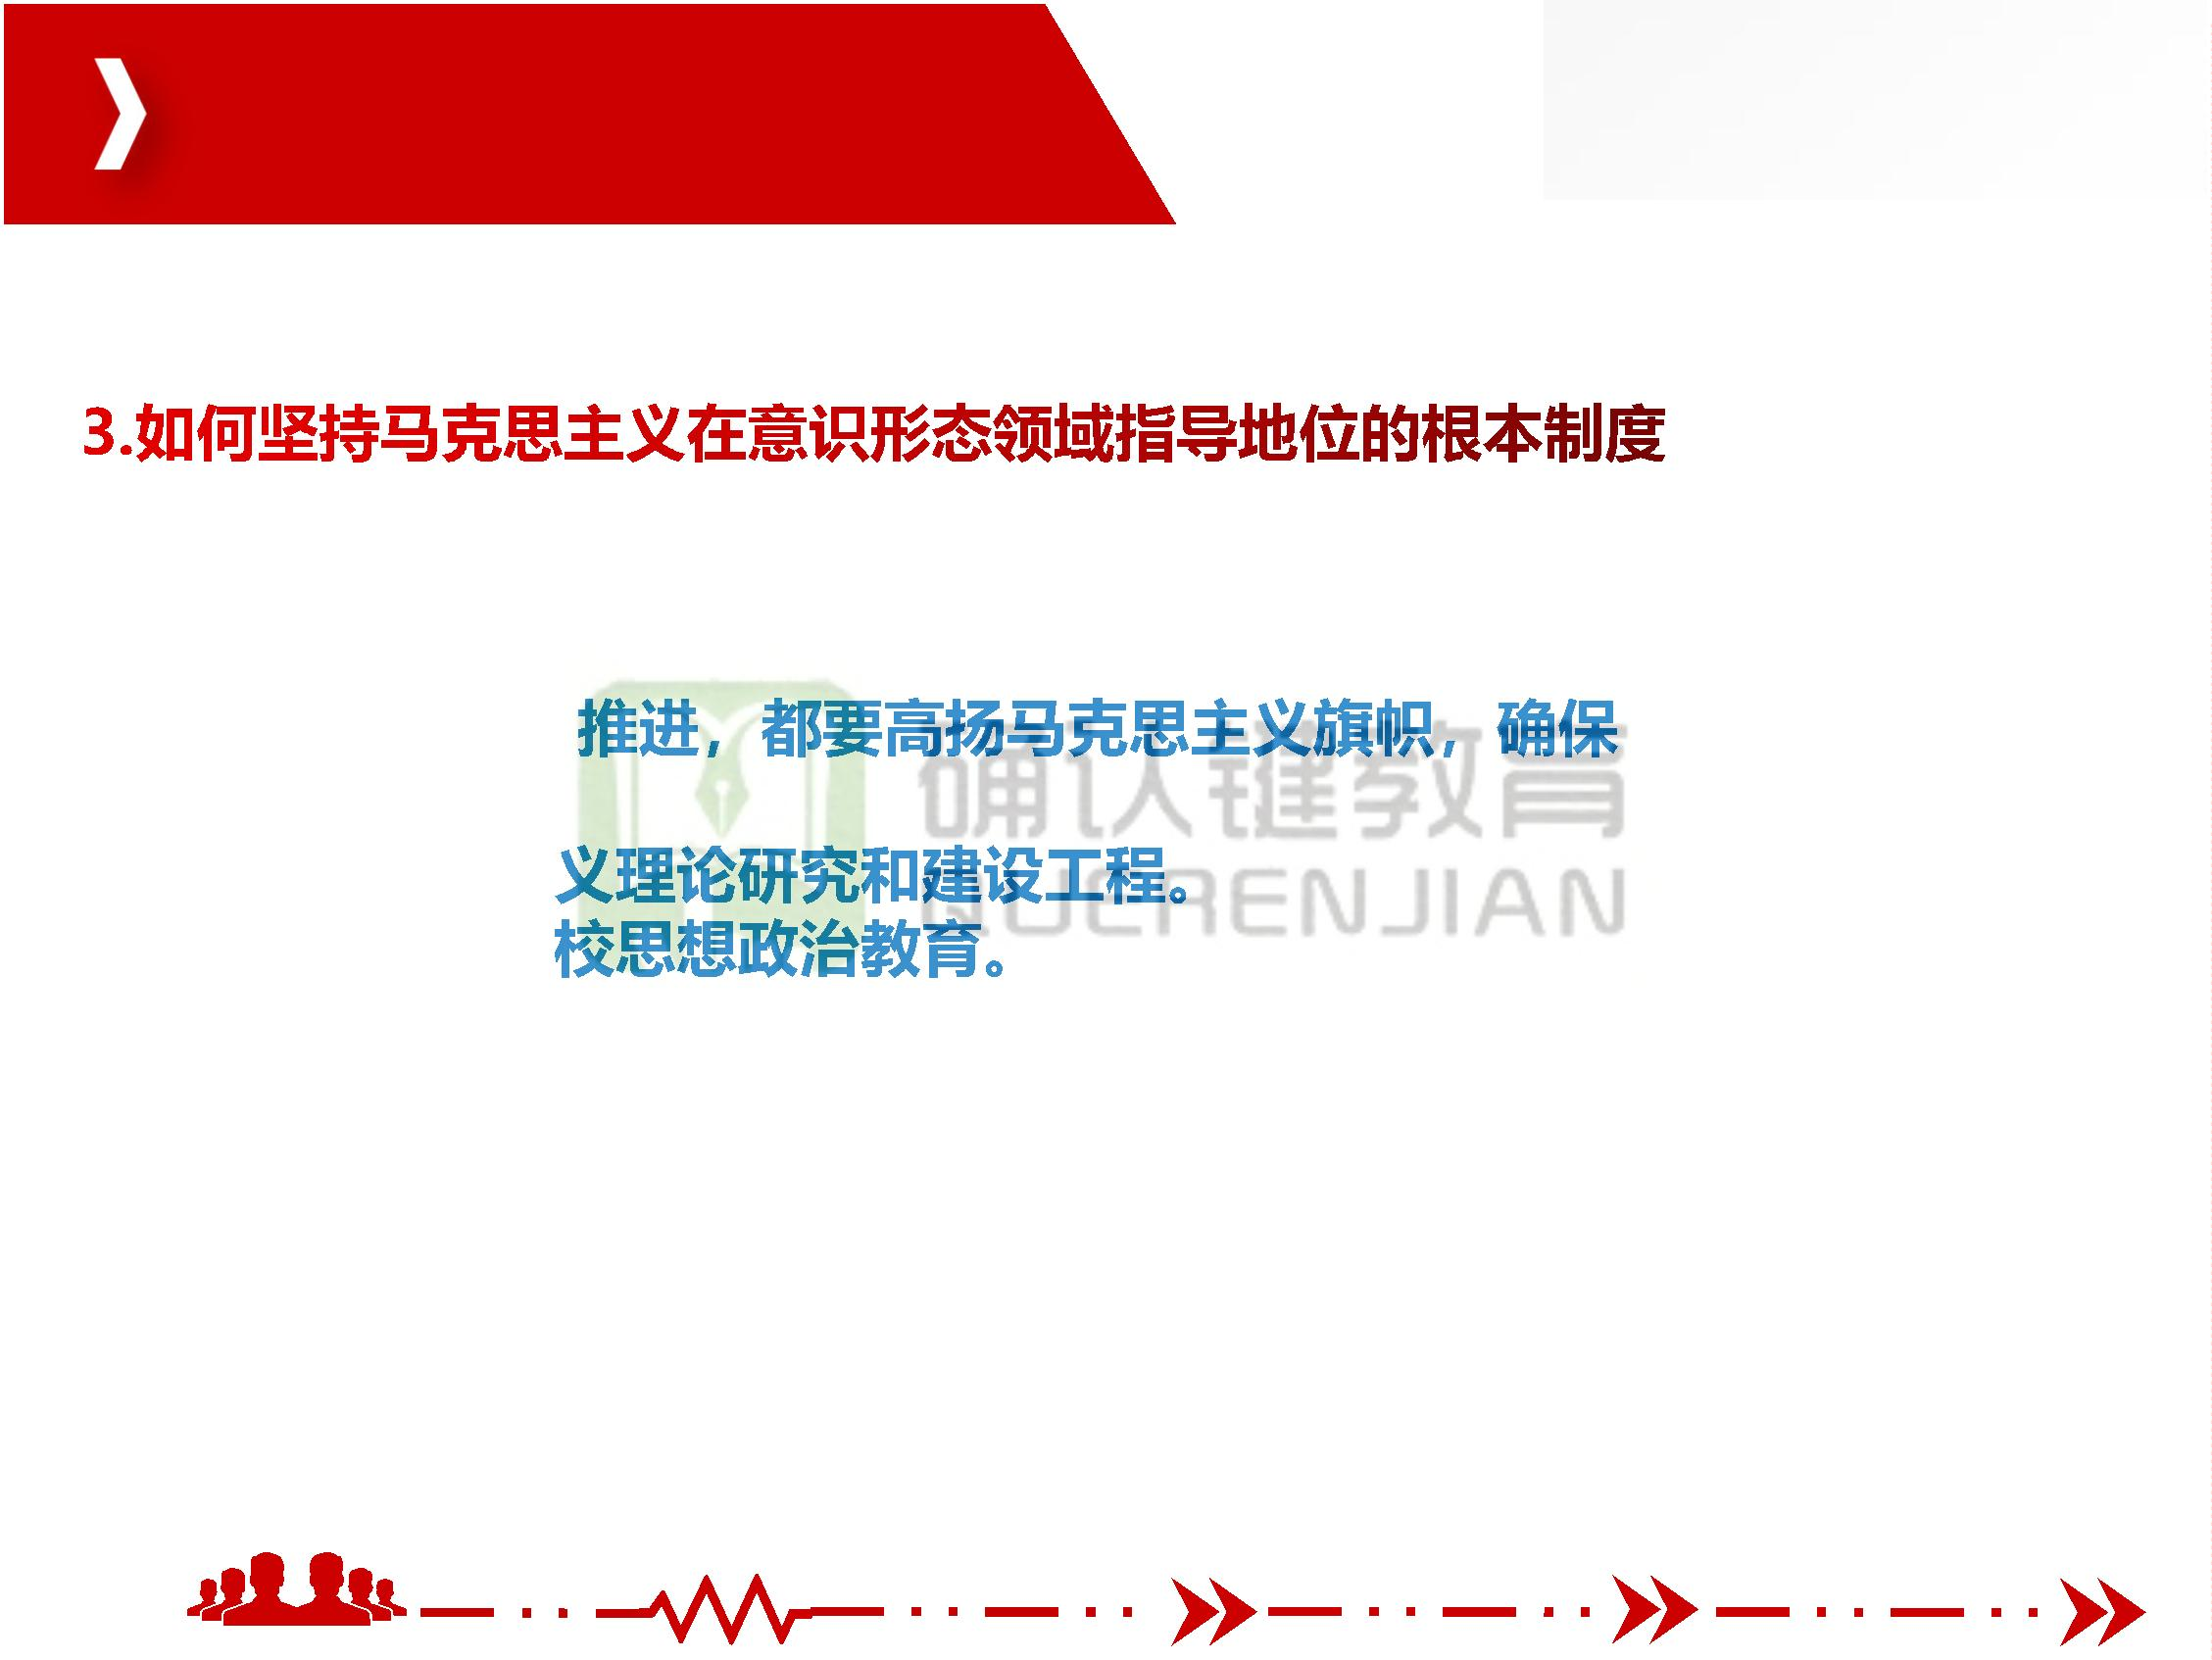 3.如何坚持马克思主义在意识形态领域指导地位的根本制度
推进，都要高扬马克思主义旗帜，确保
确认键教育
义理论研究和建设工程。
QUERENJIAN
校思想政治教育。